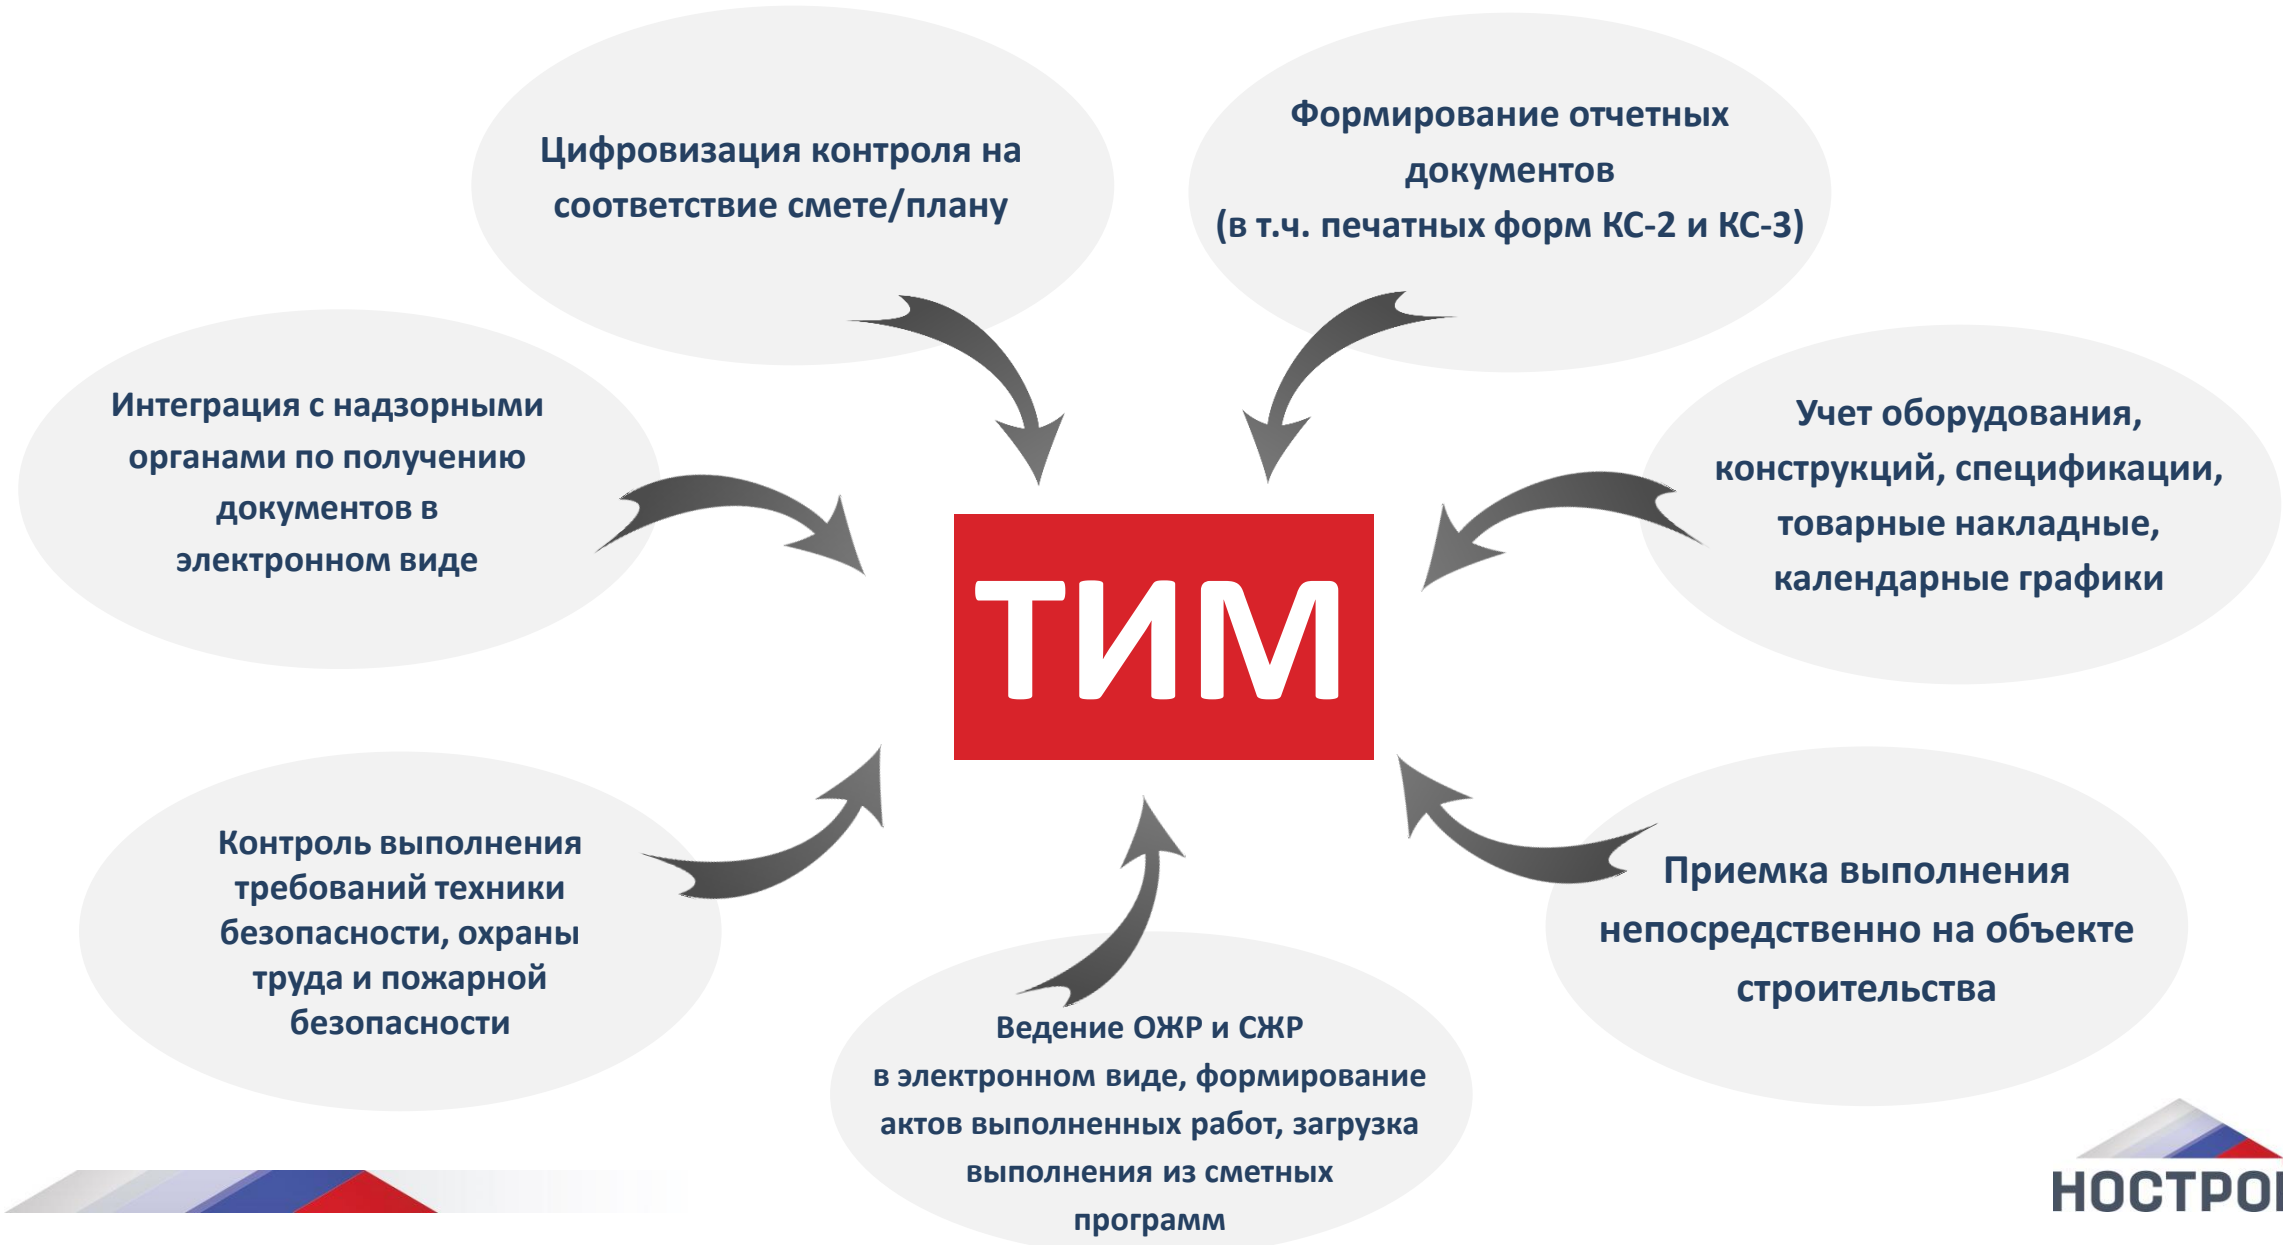 Цифровизация контроля на
соответствие смете/плану
Формирование отчетных
документов
(в т.ч. печатных форм КС-2 и КС-3)
Интеграция с надзорными
органами по получению
документов в
электронном виде
Учет оборудования,
конструкций, спецификации,
товарные накладные,
календарные графики
ТИМ
Контроль выполнения
требований техники
безопасности, охраны
труда и пожарной
безопасности
Приемка выполнения
непосредственно на объекте
строительства
Ведение ОЖР и СЖР
в электронном виде, формирование
актов выполненных работ, загрузка
выполнения из сметных
программ
НОСТРОЙ